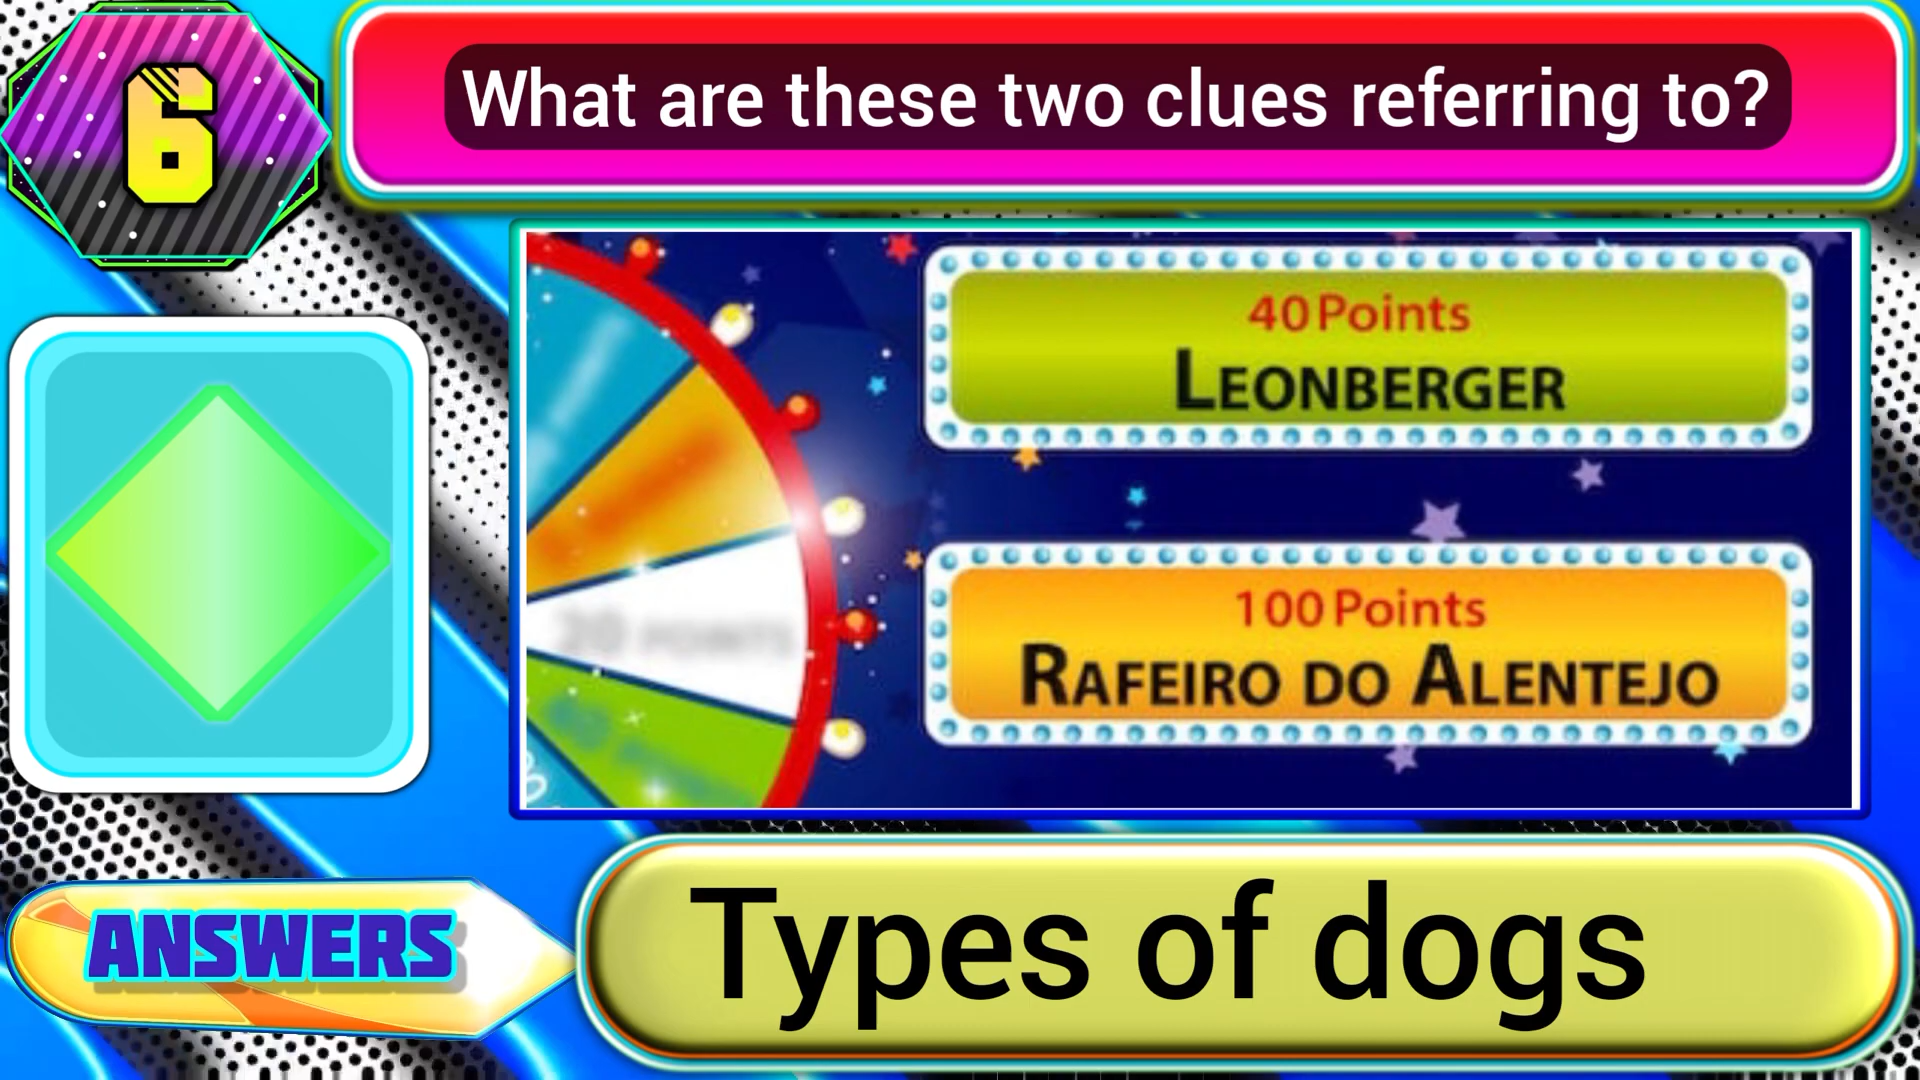 6
What are these two clues referring to?
40 Points
LEONBERGER
100 Points
RAFEIRO DO ALENTEJO
ANSWERS
Types of dogs